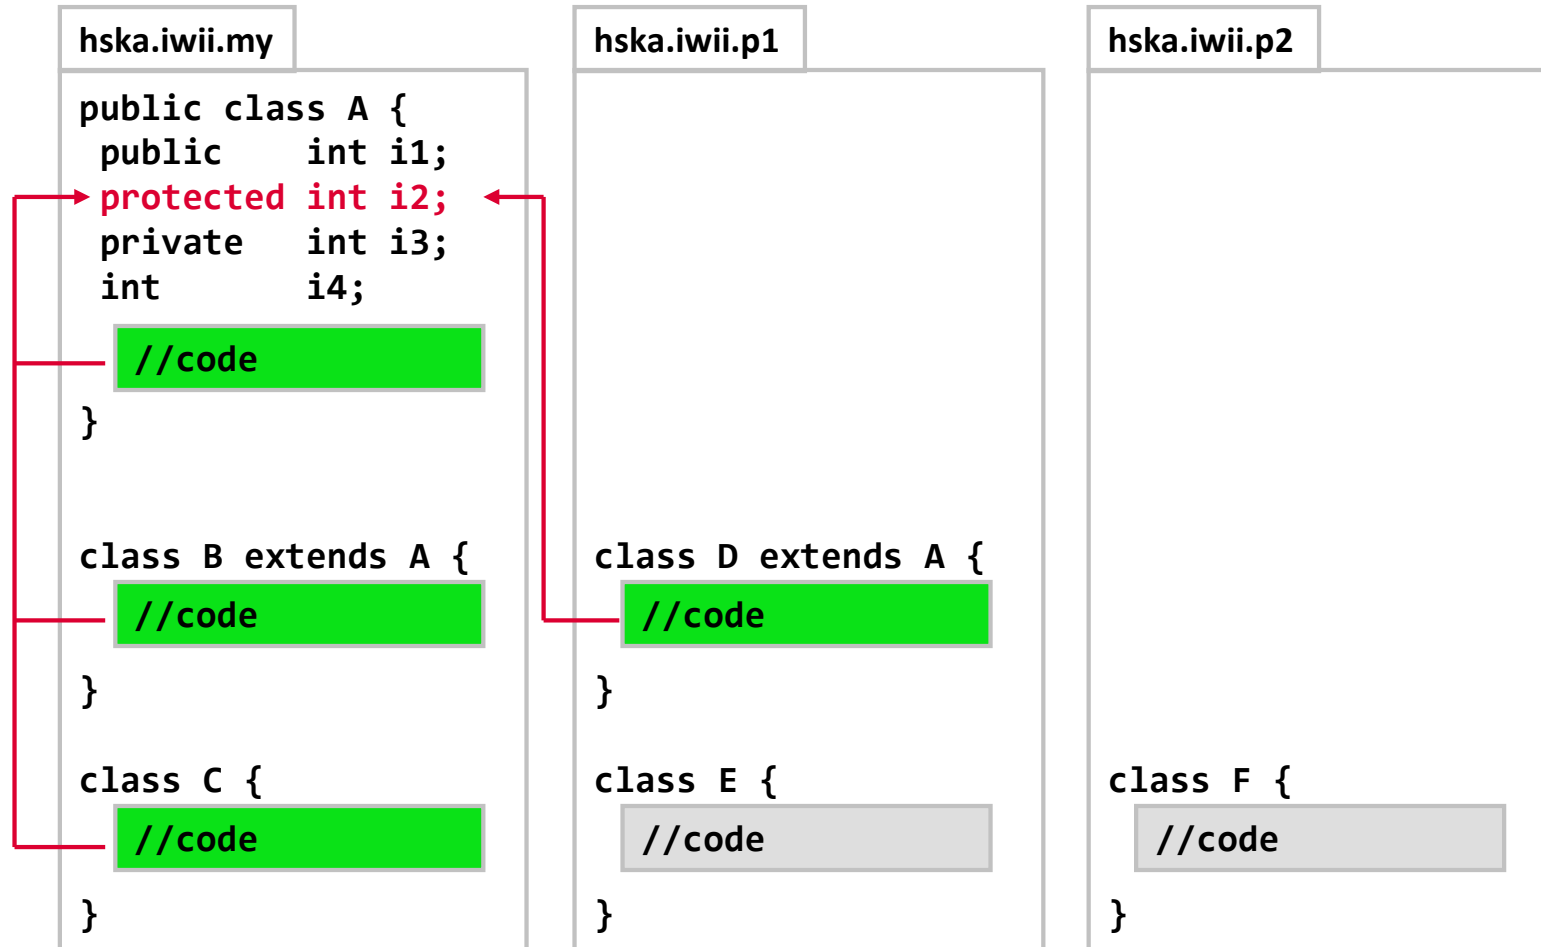 hska.iwii.my
public class A {
public int i1;
protected int i2;
private int i3;
int i4;
//code
}
class B extends A {
//code
}
class C {
//code
}
hska.iwii.p1
class D extends A {
//code
}
class E {
//code
}
hska.iwii.p2
class F {
//code
}